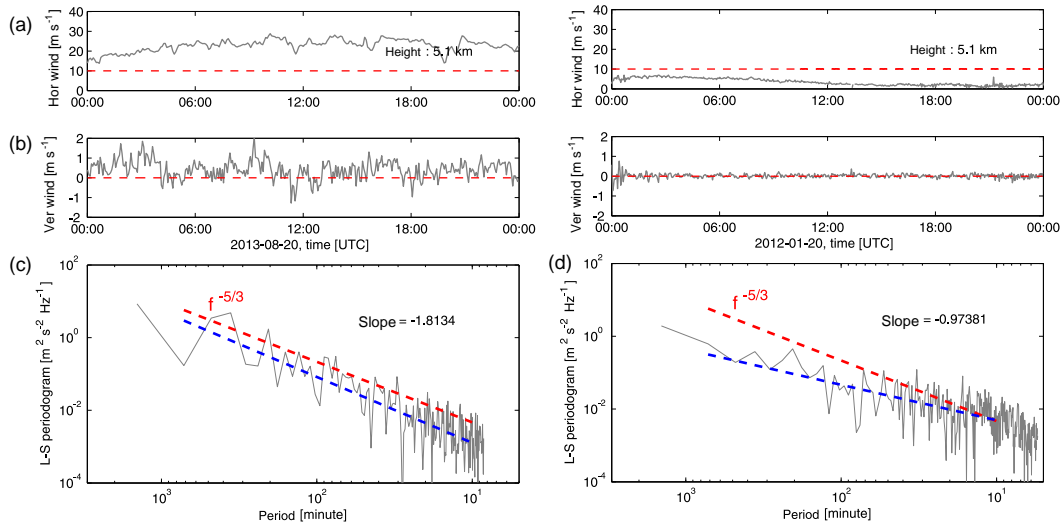 (a)
Hor wind [m s⁻¹]
40
30
20
10
0
Height : 5.1 km
00:00 06:00 12:00 18:00 00:00
Hor wind [m s⁻¹]
40
30
20
10
0
Height : 5.1 km
00:00 06:00 12:00 18:00 00:00
(b)
Ver wind [m s⁻¹]
2
1
0
-1
-2
00:00 06:00 12:00 18:00 00:00
2013-08-20, time [UTC]
Ver wind [m s⁻¹]
2
1
0
-1
-2
00:00 06:00 12:00 18:00 00:00
2012-01-20, time [UTC]
(c)
L-S periodogram [m² s⁻² Hz⁻¹]
10²
10⁰
10⁻²
10⁻⁴
f⁻⁵/³
Slope = -1.8134
10³ 10² 10¹
Period [minute]
(d)
L-S periodogram [m² s⁻² Hz⁻¹]
10²
10⁰
10⁻²
10⁻⁴
f⁻⁵/³
Slope = -0.97381
10³ 10² 10¹
Period [minute]